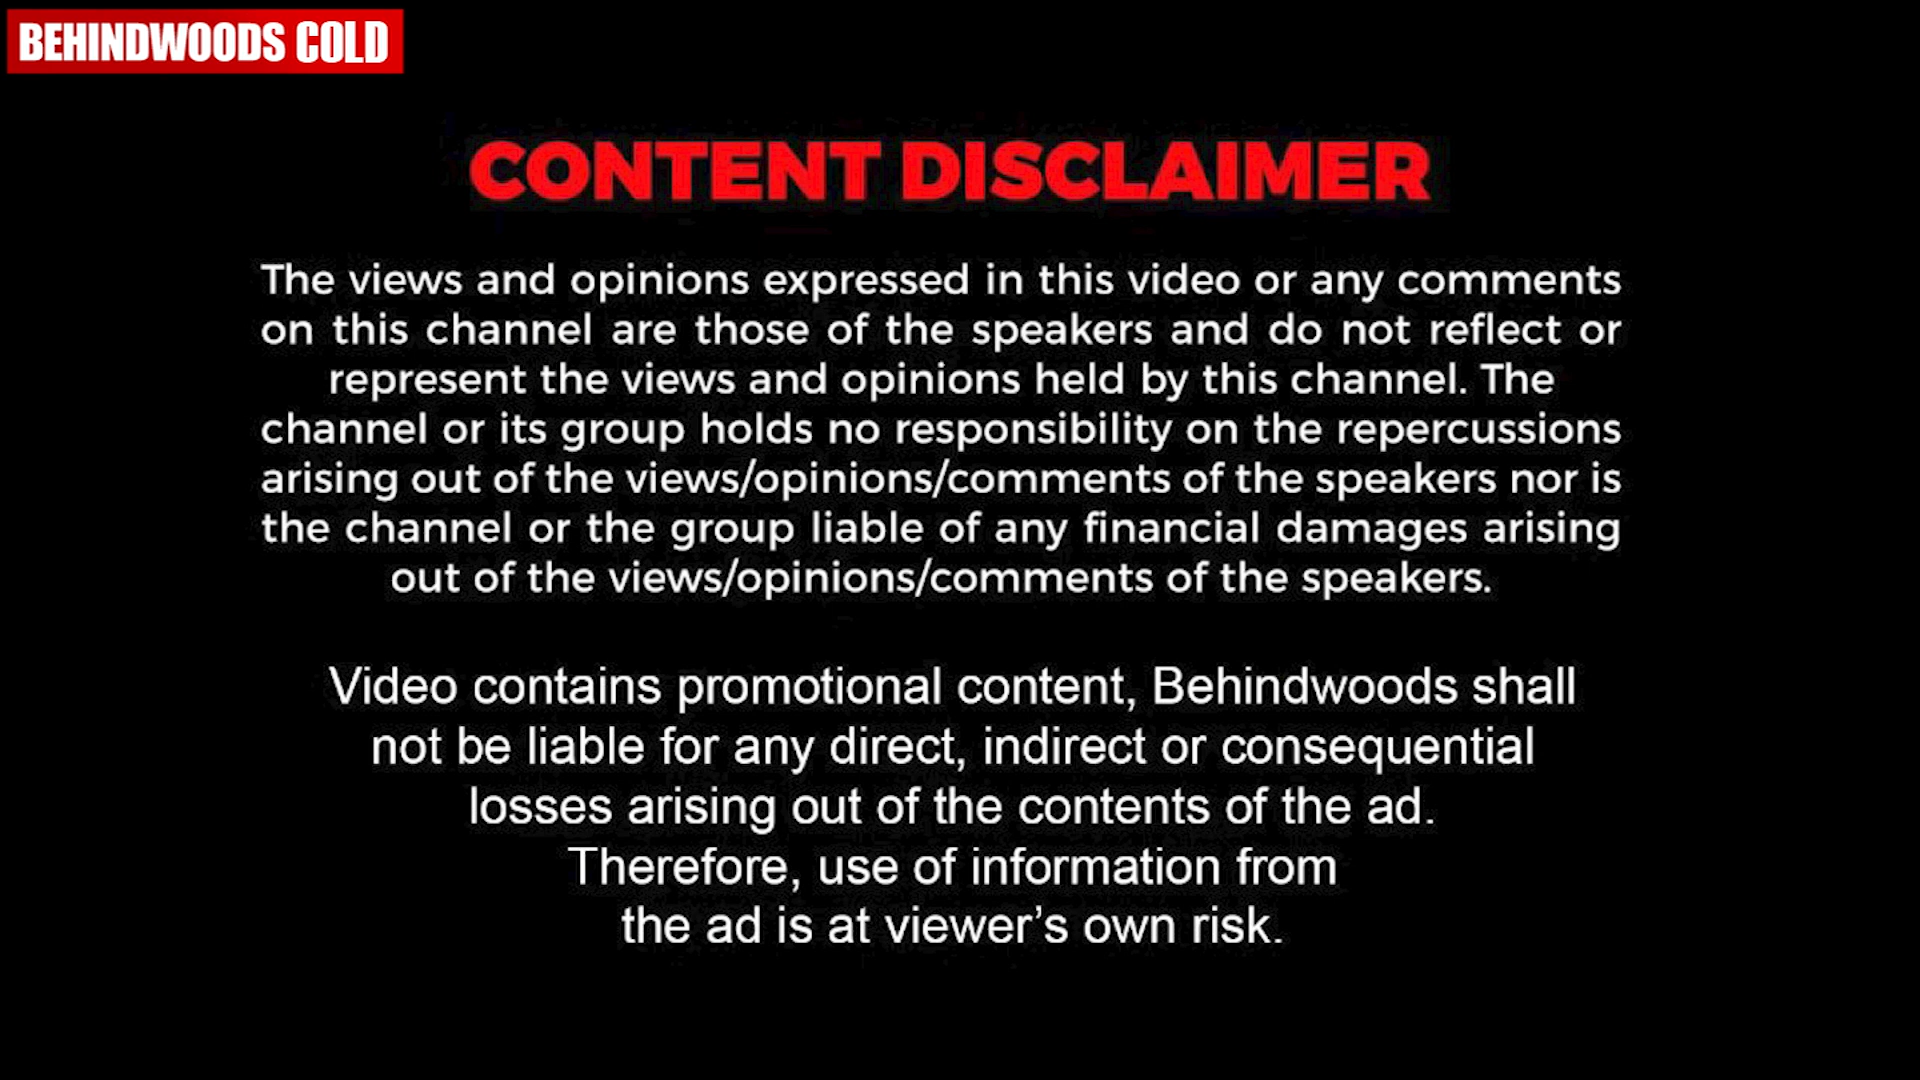 BEHINDWOODS COLD
CONTENT DISCLAIMER
The views and opinions expressed in this video or any comments
on this channel are those of the speakers and do not reflect or
represent the views and opinions held by this channel. The
channel or its group holds no responsibility on the repercussions
arising out of the views/opinions/comments of the speakers nor is
the channel or the group liable of any financial damages arising
out of the views/opinions/comments of the speakers.
Video contains promotional content, Behindwoods shall
not be liable for any direct, indirect or consequential
losses arising out of the contents of the ad.
Therefore, use of information from
the ad is at viewer’s own risk.